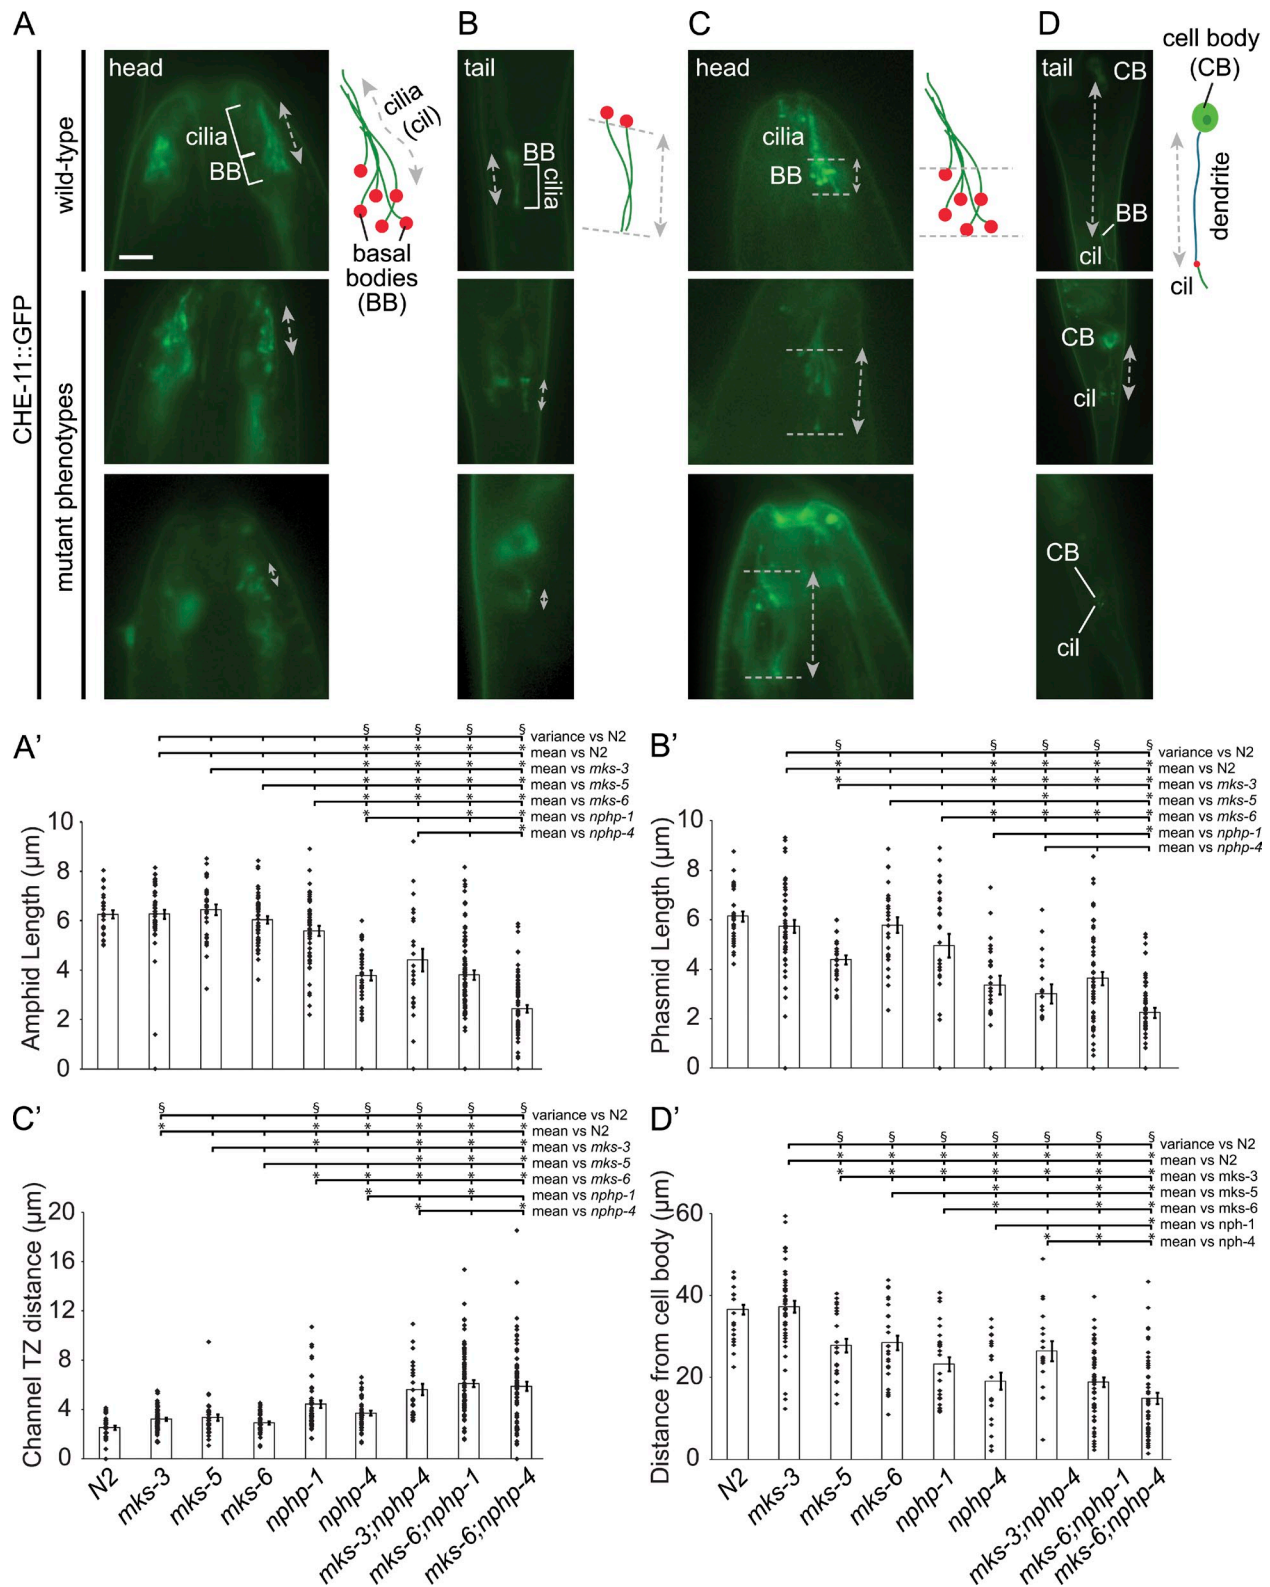 A
B
C
D
head
tail
head
tail
cell body
(CB)
CB
cilia
(cil)
cilia
BB
BB
cilia
cilia
BB
BB
cil
dendrite
cil
basal
bodies
(BB)
wild-type
CHE-11::GFP
mutant phenotypes
CB
cil
CB
cil
A’
§ § § §
variance vs N2
* * * *
mean vs N2
* * * *
mean vs mks-3
* * * *
mean vs mks-5
* * * *
mean vs mks-6
* * *
mean vs nphp-1
*
mean vs nphp-4
Amphid Length (µm)
10
8
6
4
2
0
B’
§ § § § §
variance vs N2
* * * * *
mean vs N2
* * * * *
mean vs mks-3
* *
mean vs mks-5
* * * * *
mean vs mks-6
*
mean vs nphp-1
mean vs nphp-4
Phasmid Length (µm)
10
8
6
4
2
0
C’
§ § § § § §
variance vs N2
* * * * * *
mean vs N2
* * * *
mean vs mks-3
* * *
mean vs mks-5
* * * * *
mean vs mks-6
* *
mean vs nphp-1
* *
mean vs nphp-4
Channel TZ distance (µm)
20
16
12
8
4
0
N2
mks-3
mks-5
mks-6
nphp-1
nphp-4
mks-3;nphp-4
mks-6;nphp-1
mks-6;nphp-4
D’
§ § § § § § §
variance vs N2
* * * * * * *
mean vs N2
* * * * * * *
mean vs mks-3
* * *
mean vs mks-5
* * *
mean vs mks-6
*
mean vs nph-1
* * *
mean vs nph-4
Distance from cell body (µm)
60
40
20
0
N2
mks-3
mks-5
mks-6
nphp-1
nphp-4
mks-3;nphp-4
mks-6;nphp-1
mks-6;nphp-4